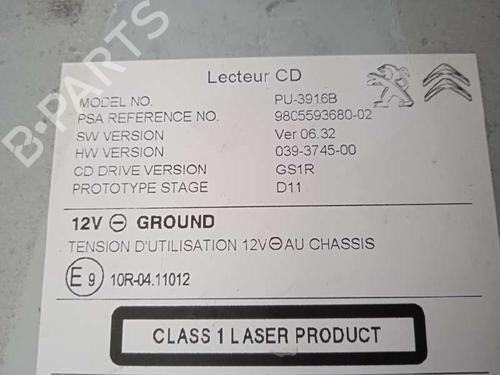 Lecteur CD
MODEL NO. PU-3916B
PSA REFERENCE NO. 9805593680-02
SW VERSION Ver 06.32
HW VERSION 039-3745-00
CD DRIVE VERSION GS1R
PROTOTYPE STAGE D11
12V ⊖ GROUND
TENSION D'UTILISATION 12V⊖AU CHASSIS
E9 10R-04.11012
CLASS 1 LASER PRODUCT
B-PARTS